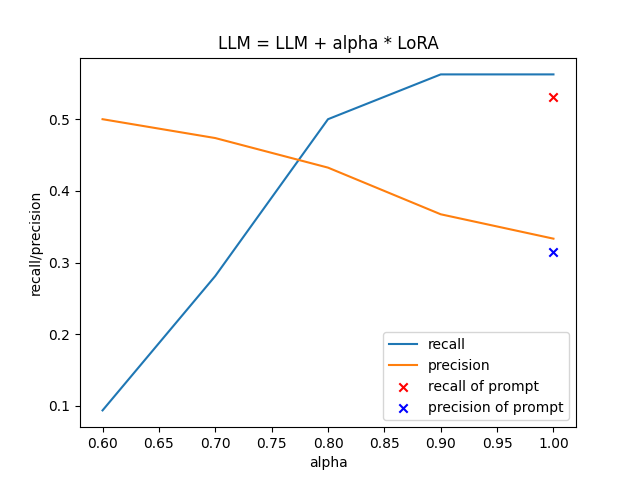 LLM = LLM + alpha * LoRA
recall/precision
0.5
0.4
0.3
0.2
0.1
recall
precision
recall of prompt
precision of prompt
0.60 0.65 0.70 0.75 0.80 0.85 0.90 0.95 1.00
alpha